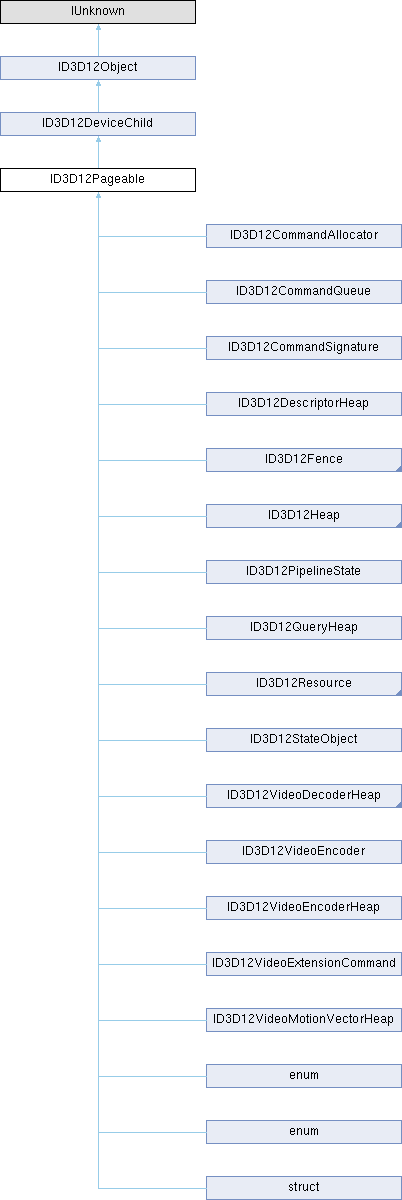 IUnknown
ID3D12Object
ID3D12DeviceChild
ID3D12Pageable
ID3D12CommandAllocator
ID3D12CommandQueue
ID3D12CommandSignature
ID3D12DescriptorHeap
ID3D12Fence
ID3D12Heap
ID3D12PipelineState
ID3D12QueryHeap
ID3D12Resource
ID3D12StateObject
ID3D12VideoDecoderHeap
ID3D12VideoEncoder
ID3D12VideoEncoderHeap
ID3D12VideoExtensionCommand
ID3D12VideoMotionVectorHeap
enum
enum
struct